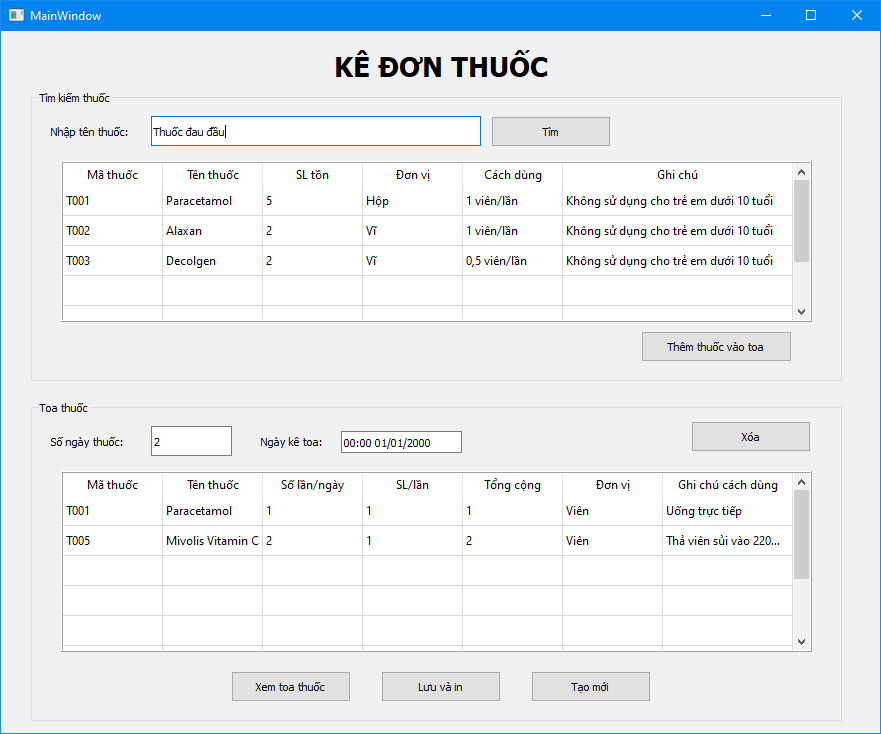 MainWindow
KÊ ĐƠN THUỐC
Tìm kiếm thuốc
Nhập tên thuốc: Thuốc đau đầu Tìm
Mã thuốc Tên thuốc SL tồn Đơn vị Cách dùng Ghi chú
T001 Paracetamol 5 Hộp 1 viên/lần Không sử dụng cho trẻ em dưới 10 tuổi
T002 Alaxan 2 Vĩ 1 viên/lần Không sử dụng cho trẻ em dưới 10 tuổi
T003 Decolgen 2 Vĩ 0,5 viên/lần Không sử dụng cho trẻ em dưới 10 tuổi
Thêm thuốc vào toa
Toa thuốc
Số ngày thuốc: 2 Ngày kê toa: 00:00 01/01/2000 Xóa
Mã thuốc Tên thuốc Số lần/ngày SL/lần Tổng cộng Đơn vị Ghi chú cách dùng
T001 Paracetamol 1 1 1 Viên Uống trực tiếp
T005 Mivolis Vitamin C 2 1 2 Viên Thả viên sủi vào 220...
Xem toa thuốc Lưu và in Tạo mới